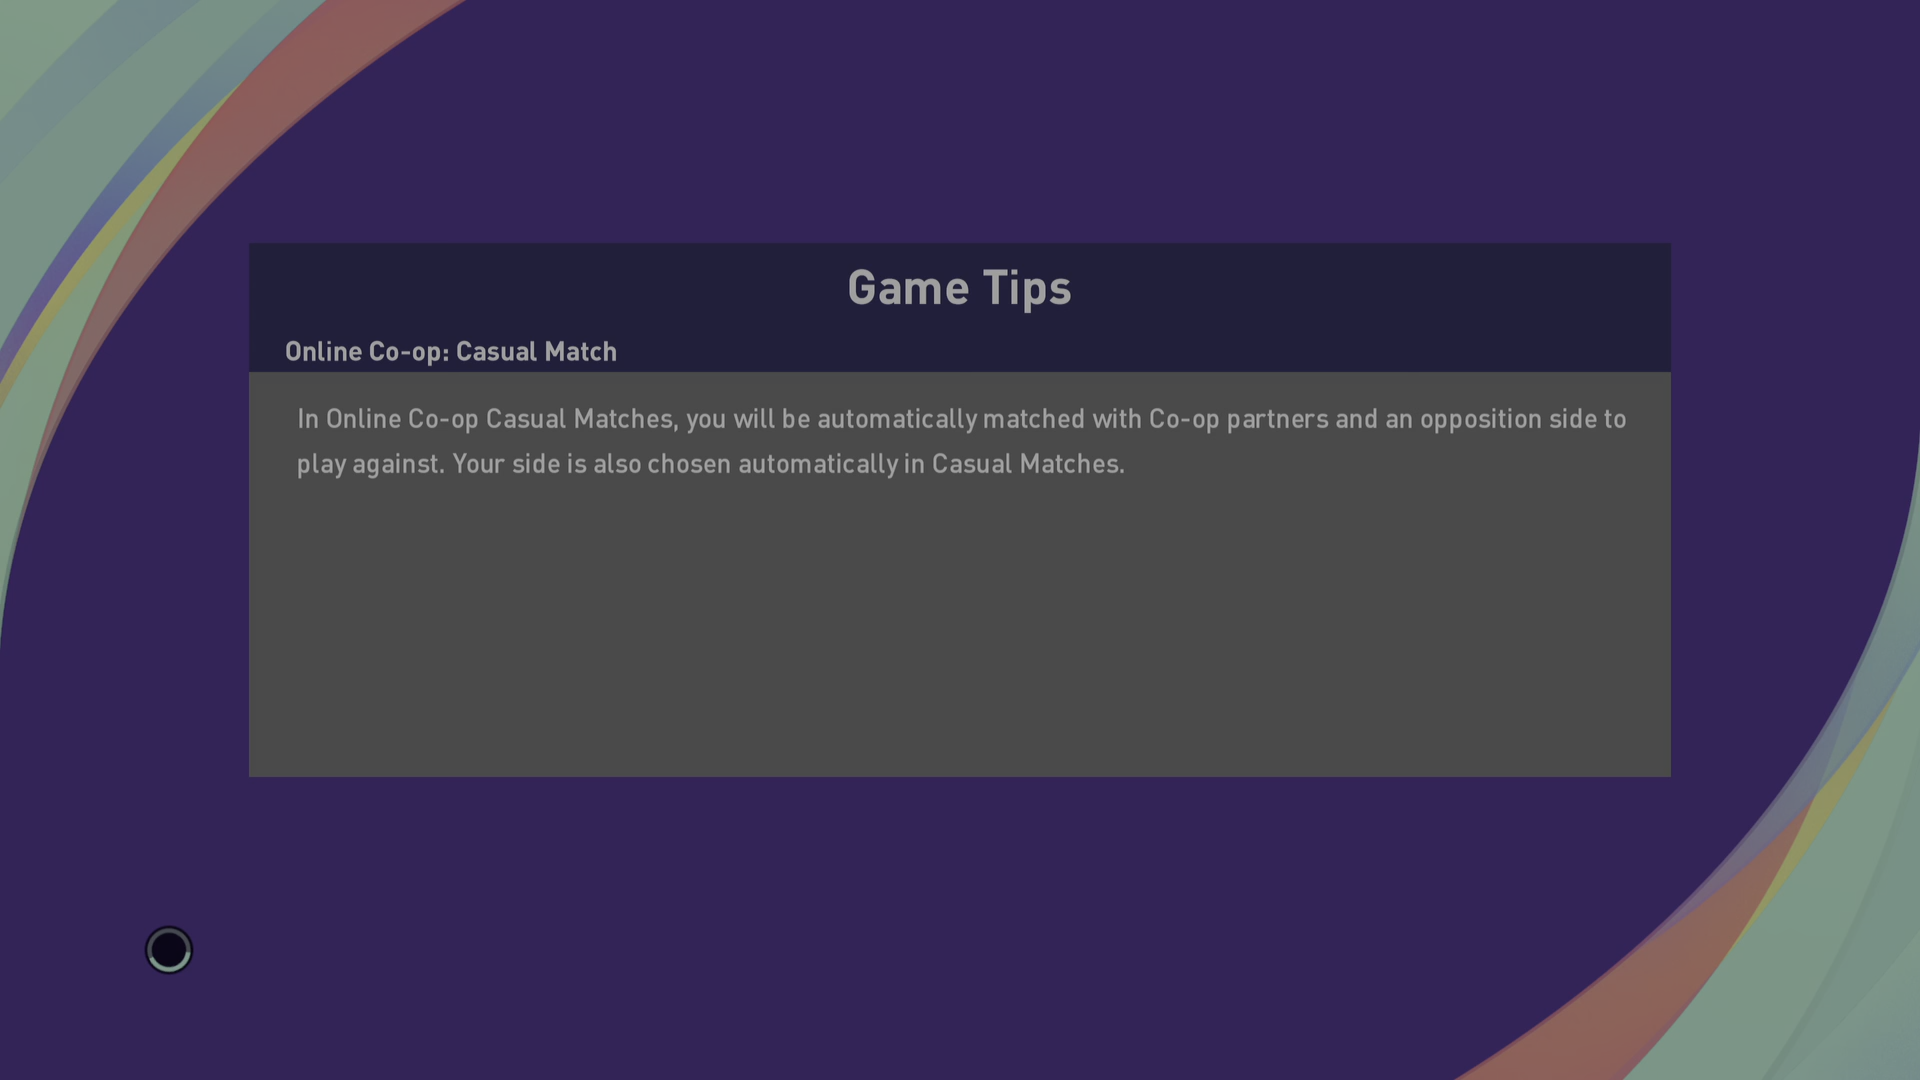 Game Tips
Online Co-op: Casual Match
In Online Co-op Casual Matches, you will be automatically matched with Co-op partners and an opposition side to
play against. Your side is also chosen automatically in Casual Matches.